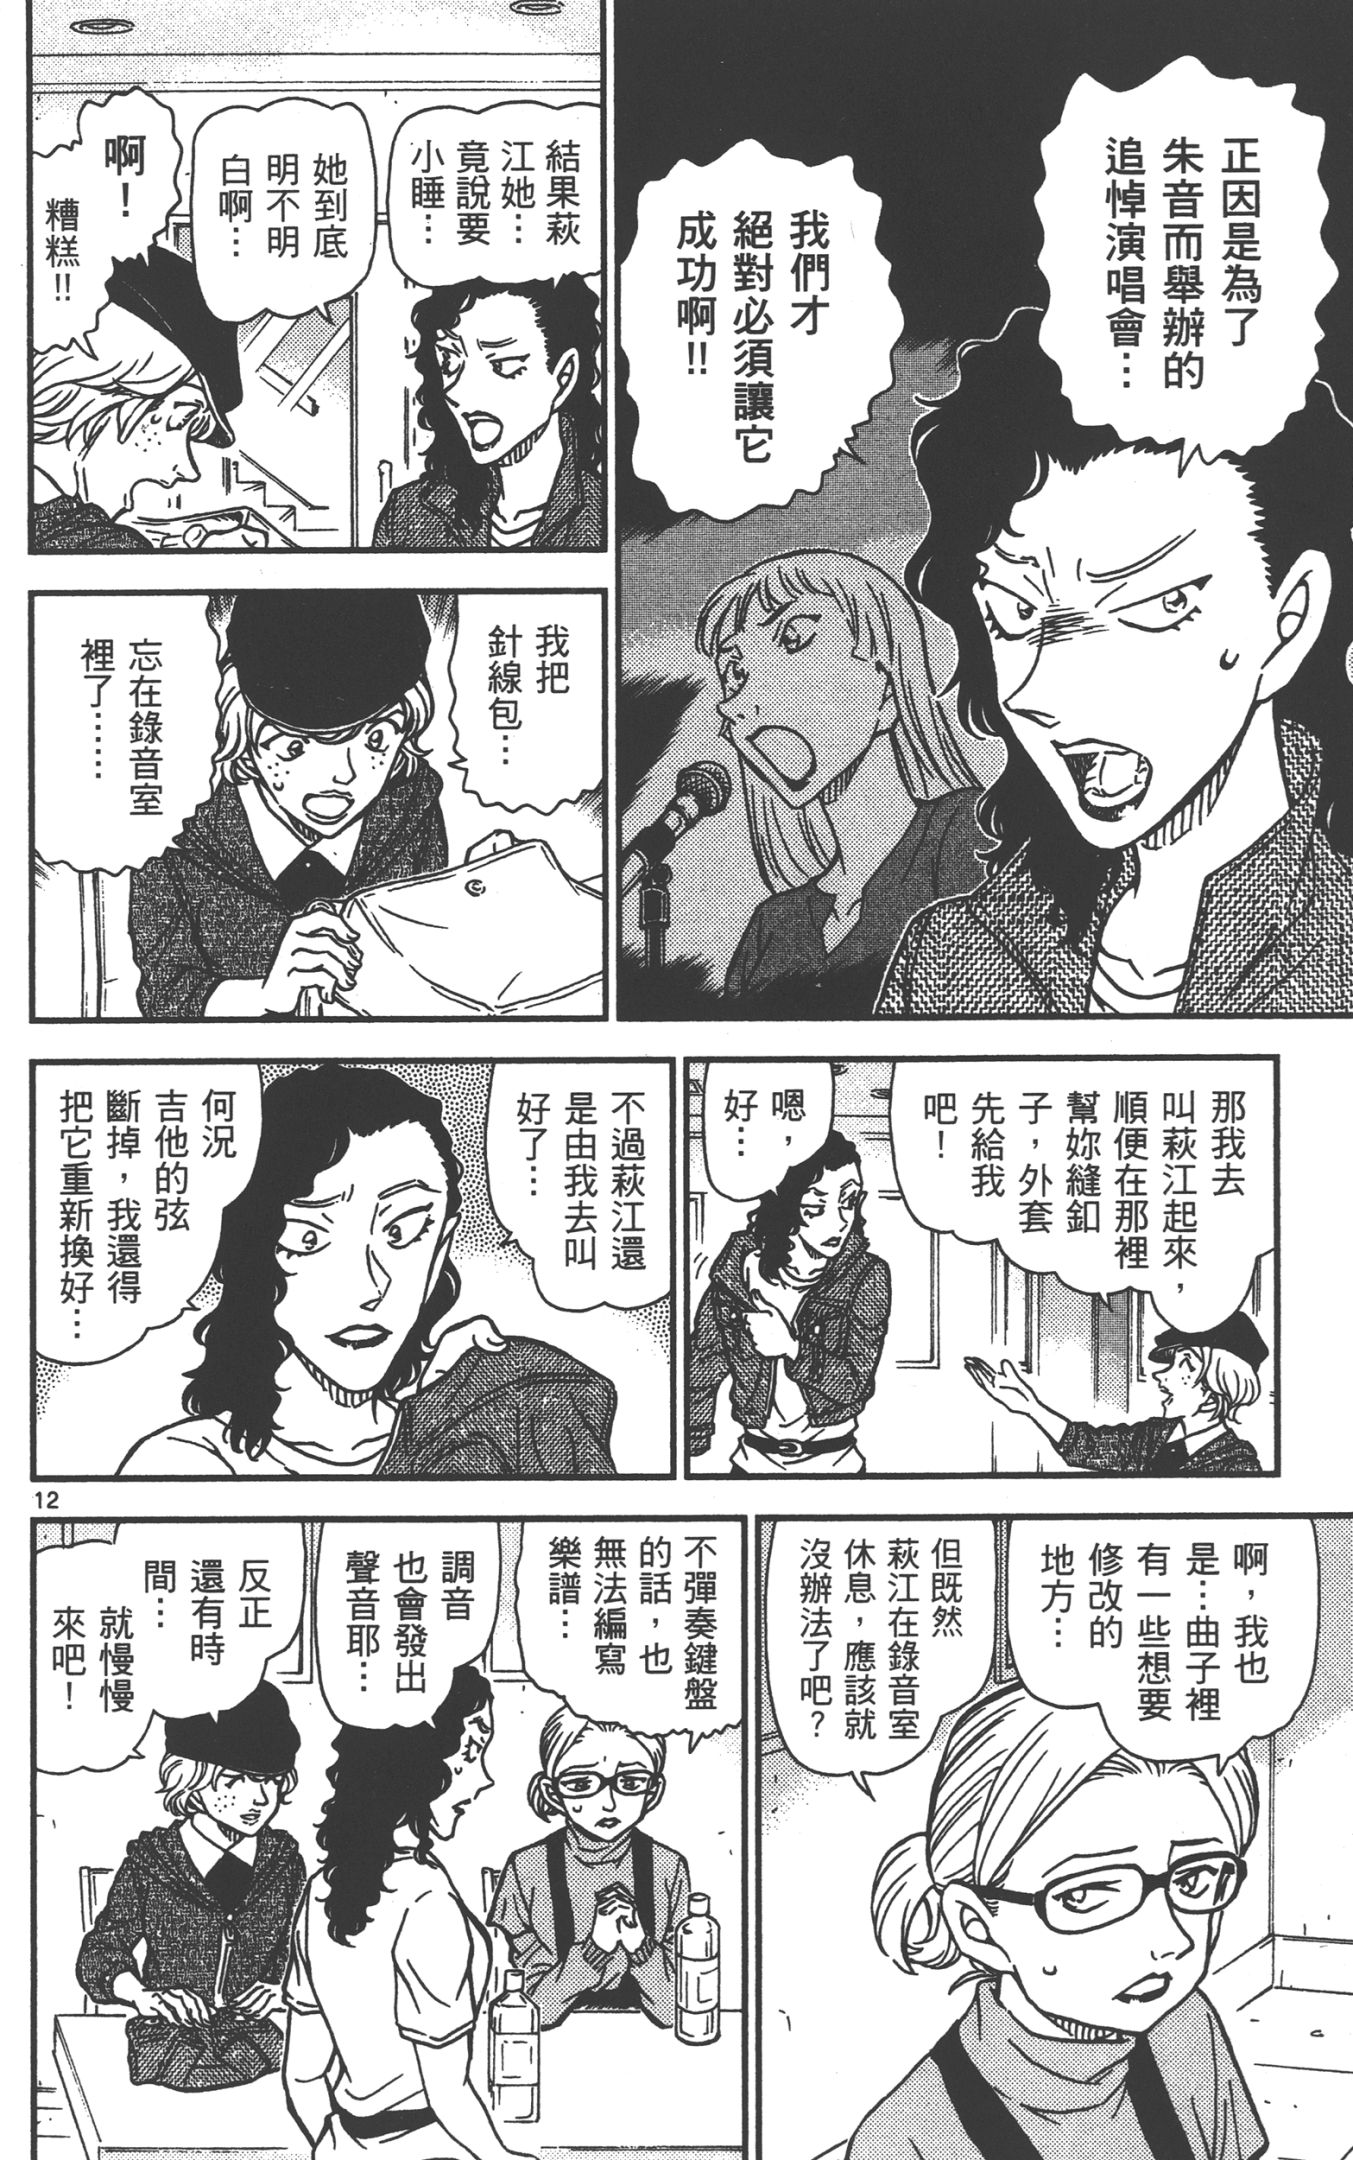 正因是為了
朱音而舉辦的
追悼演唱會…
我們才
絕對必須讓它
成功啊!!
結果萩
江她…
竟說要
小睡…
她到底
明不明
白啊…
啊！
糟糕!!
我把
針線包…
忘在錄音室
裡了……
那我去
叫萩江起來，
順便在那裡
幫妳縫釦
子，外套
先給我
吧！
嗯，
好…
不過萩江還
是由我去叫
好了…
何況
吉他的弦
斷掉，我還得
把它重新換好…
12
啊，我也
是…曲子裡
有一些想要
修改的
地方…
但既然
萩江在錄音室
休息，應該就
沒辦法了吧？
不彈奏鍵盤
的話，也
無法編寫
樂譜…
調音
也會發出
聲音耶…
反正
還有時
間…
就慢慢
來吧！